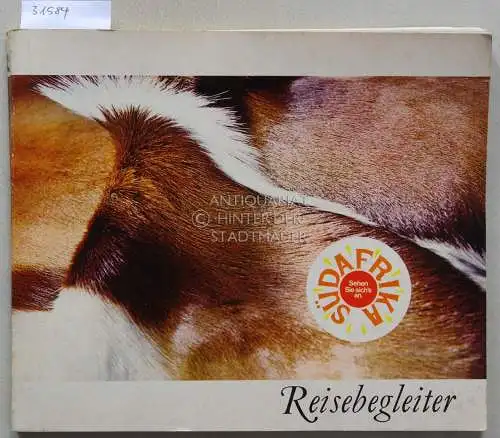 31584
ANTIQUARIAT
© HINTER DER
STADTMAUER
SÜDAFRIKA
Sehen
Sie sich's
an.
Reisebegleiter